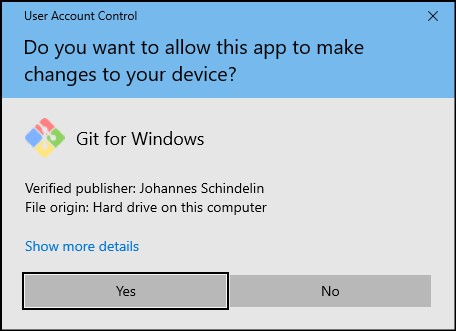 User Account Control
Do you want to allow this app to make
changes to your device?
Git for Windows
Verified publisher: Johannes Schindelin
File origin: Hard drive on this computer
Show more details
Yes
No